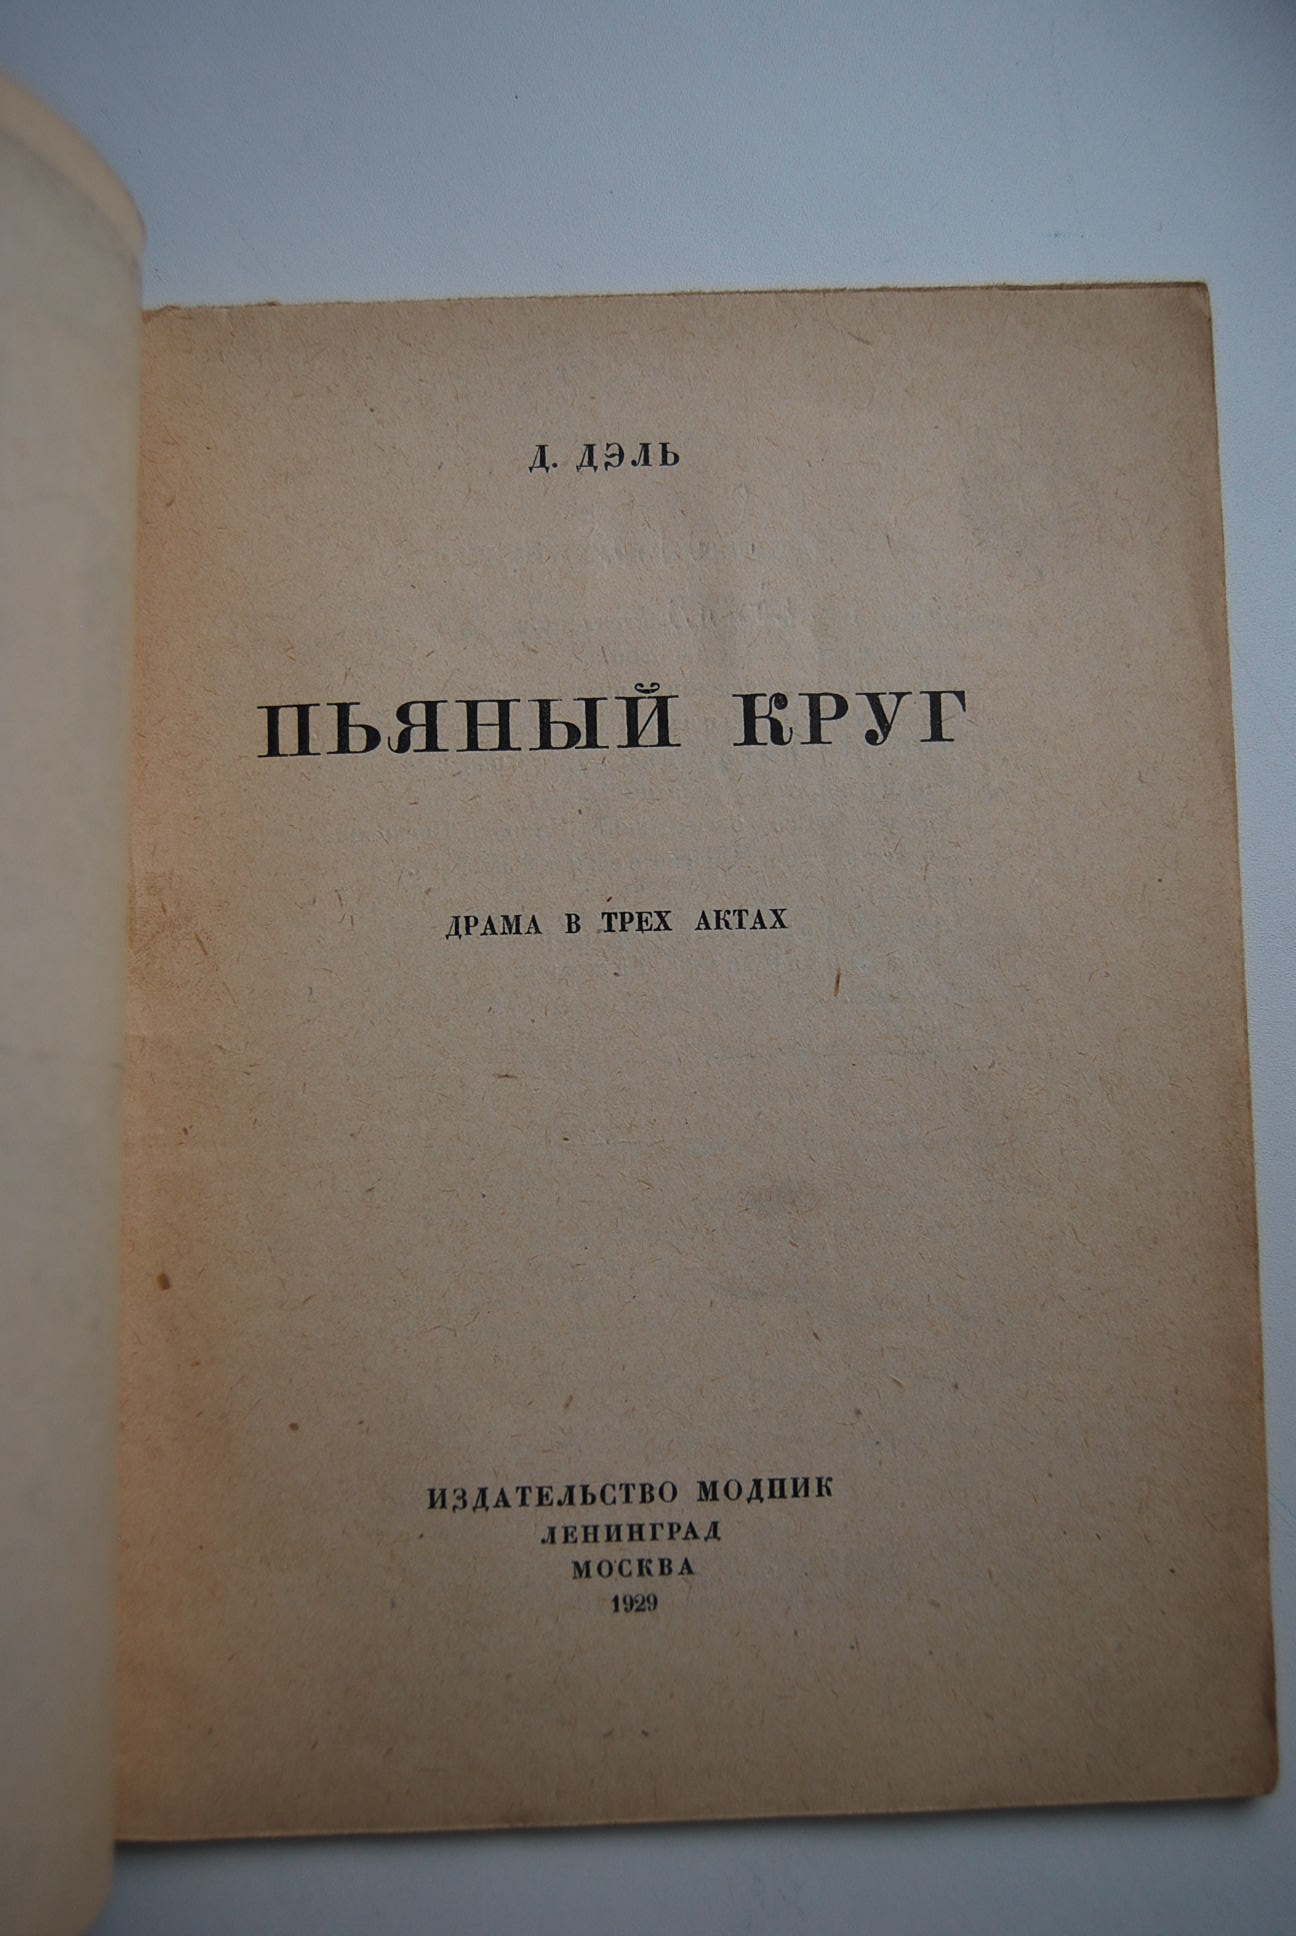 Д. ДЭЛЬ
ПЬЯНЫЙ КРУГ
ДРАМА В ТРЕХ АКТАХ
ИЗДАТЕЛЬСТВО МОДПИК
ЛЕНИНГРАД
МОСКВА
1929